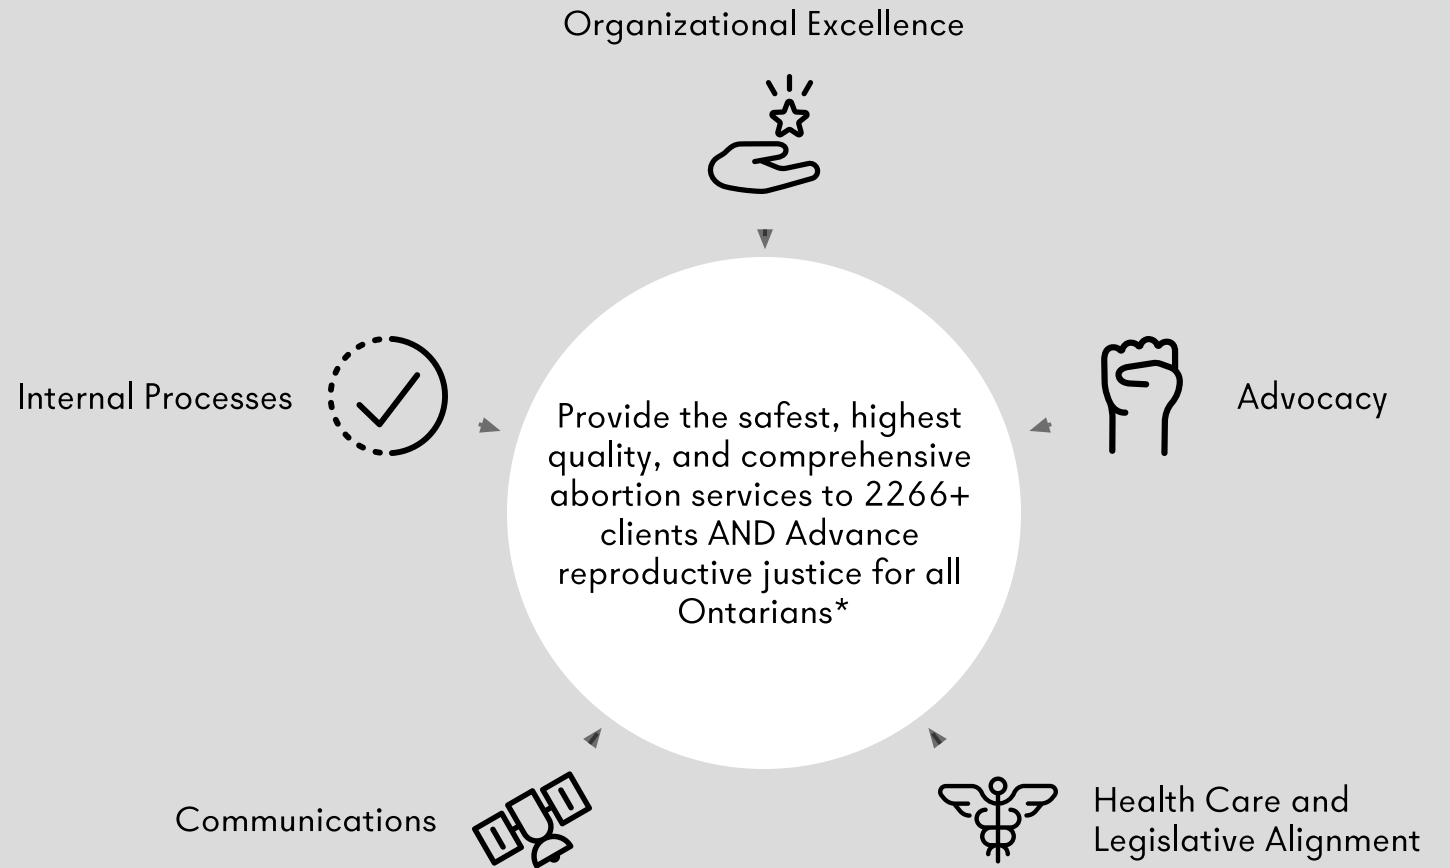 Organizational Excellence
Internal Processes
Advocacy
Provide the safest, highest
quality, and comprehensive
abortion services to 2266+
clients AND Advance
reproductive justice for all
Ontarians*
Communications
Health Care and
Legislative Alignment